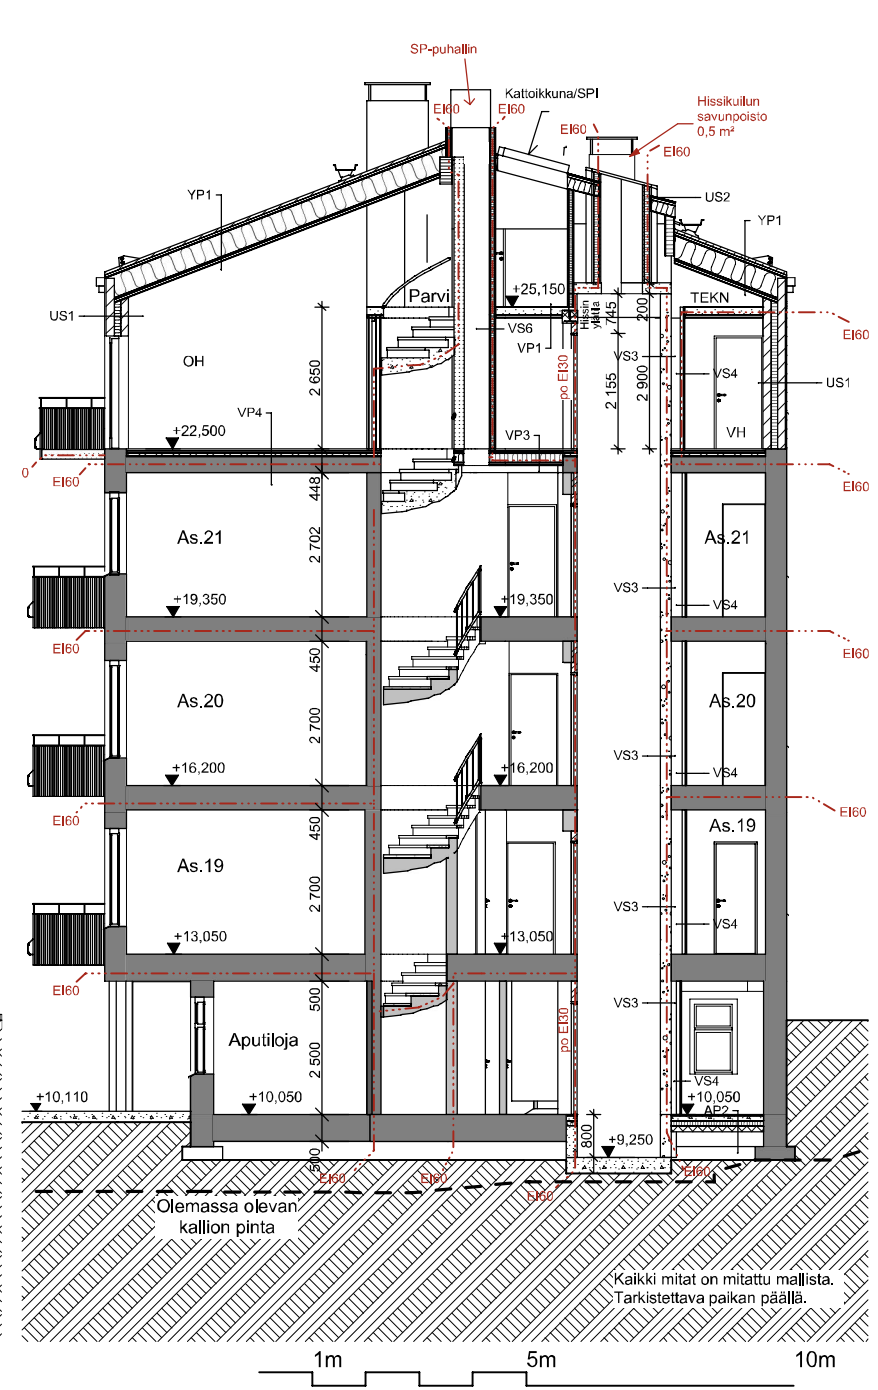 SP-puhallin
Kattoikkuna/SPI
Hissikuilun
savunpoisto
0,5 m²
EI60
EI60
EI60
EI60
YP1
US2
YP1
Parvi
+25,150
TEKN
US1
VS6
Hissin
ylätila
745
200
EI60
VP1
VS3
OH
po EI30
VS4
2 650
2 155
2 900
US1
VP4
+22,500
VP3
VH
0
EI60
EI60
448
As.21
As.21
2 702
VS3
+19,350
+19,350
VS4
EI60
EI60
450
As.20
As.20
2 700
VS3
+16,200
+16,200
VS4
EI60
EI60
450
As.19
As.19
2 700
VS3
VS4
+13,050
+13,050
EI60
500
VS3
Aputiloja
po EI30
2 500
VS4
+10,110
+10,050
+10,050
AP2
800
+9,250
500
EI60
EI60
EI60
EI60
Olemassa olevan
kallion pinta
Kaikki mitat on mitattu mallista.
Tarkistettava paikan päällä.
1m
5m
10m